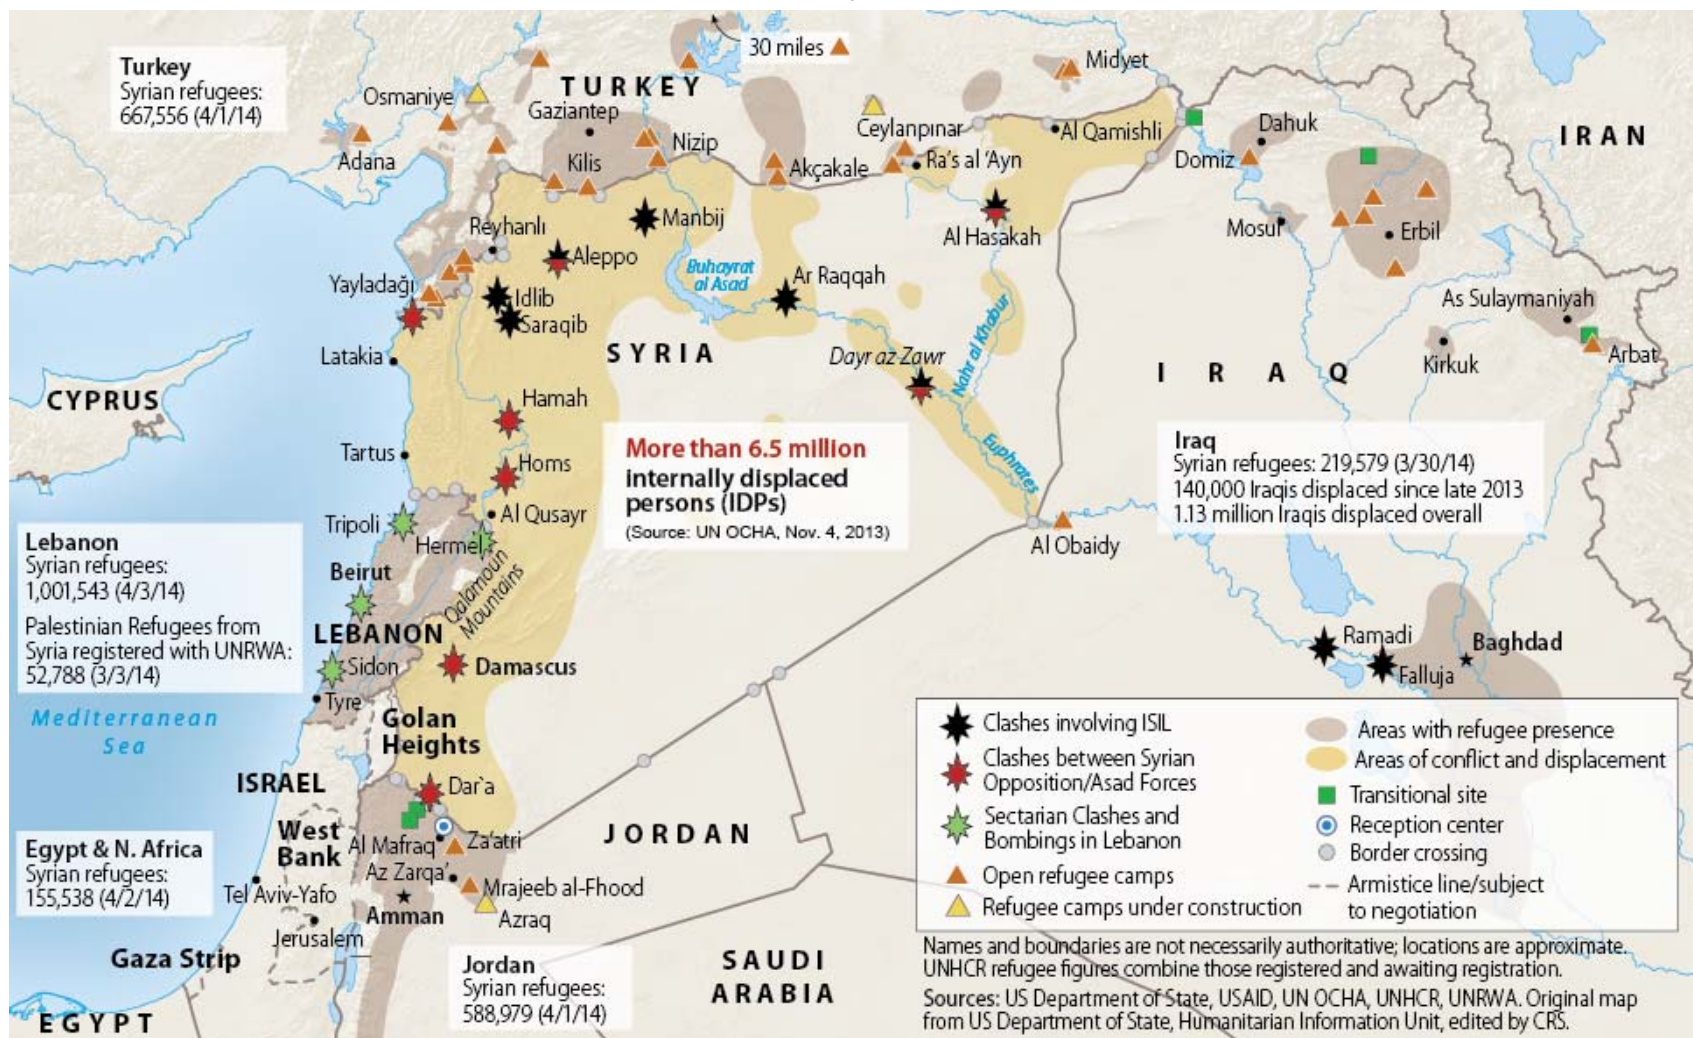 30 miles
Turkey
Syrian refugees:
667,556 (4/1/14)
TURKEY
Osmaniye
Gaziantep
Adana
Kilis
Nizip
Akçakale
Ceylanpınar
Ra's al 'Ayn
Midyet
Al Qamishli
Domiz
Dahuk
IRAN
Reyhanlı
Manbij
Aleppo
Al Hasakah
Mosul
Erbil
Yayladağı
Idlib
Saraqib
Buhayrat
al Asad
Ar Raqqah
As Sulaymaniyah
Latakia
SYRIA
Dayr az Zawr
Nahr al Khabur
IRAQ
Kirkuk
Arbat
CYPRUS
Hamah
Tartus
Homs
Euphrates
More than 6.5 million
internally displaced
persons (IDPs)
(Source: UN OCHA, Nov. 4, 2013)
Iraq
Syrian refugees: 219,579 (3/30/14)
140,000 Iraqis displaced since late 2013
1.13 million Iraqis displaced overall
Tripoli
Al Qusayr
Hermel
Al Obaidy
Lebanon
Syrian refugees:
1,001,543 (4/3/14)
Palestinian Refugees from
Syria registered with UNRWA:
52,788 (3/3/14)
Beirut
Qalamoun
Mountains
LEBANON
Sidon
Damascus
Tyre
Ramadi
Falluja
Baghdad
Mediterranean
Sea
Golan
Heights
ISRAEL
Dar`a
West
Bank
Al Mafraq
Za'atri
JORDAN
Az Zarqa'
Mrajeeb al-Fhood
Amman
Azraq
Egypt & N. Africa
Syrian refugees:
155,538 (4/2/14)
Tel Aviv-Yafo
Jerusalem
Gaza Strip
EGYPT
Jordan
Syrian refugees:
588,979 (4/1/14)
SAUDI
ARABIA
Clashes involving ISIL
Clashes between Syrian
Opposition/Asad Forces
Sectarian Clashes and
Bombings in Lebanon
Open refugee camps
Refugee camps under construction
Areas with refugee presence
Areas of conflict and displacement
Transitional site
Reception center
Border crossing
Armistice line/subject
to negotiation
Names and boundaries are not necessarily authoritative; locations are approximate.
UNHCR refugee figures combine those registered and awaiting registration.
Sources: US Department of State, USAID, UN OCHA, UNHCR, UNRWA. Original map
from US Department of State, Humanitarian Information Unit, edited by CRS.